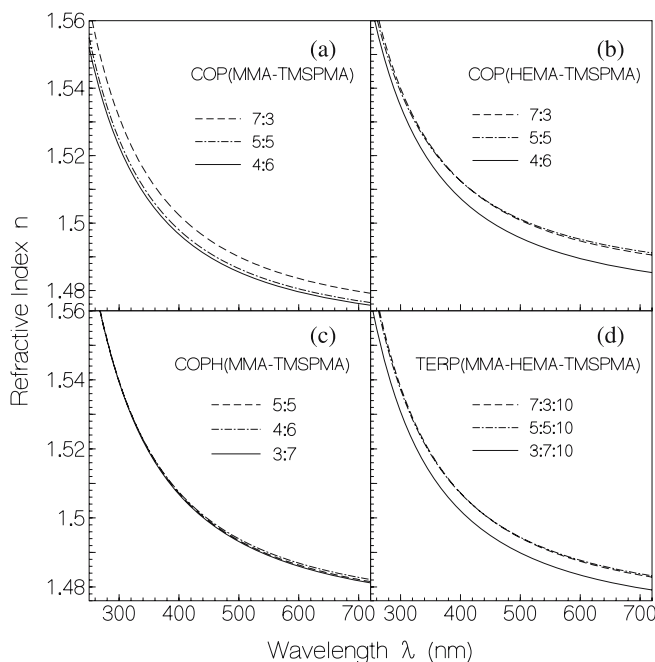 Refractive Index n
1.56
1.54
1.52
1.5
1.48
(a)
COP(MMA-TMSPMA)
7:3
5:5
4:6
(b)
COP(HEMA-TMSPMA)
7:3
5:5
4:6
1.56
1.54
1.52
1.5
1.48
(c)
COPH(MMA-TMSPMA)
5:5
4:6
3:7
(d)
TERP(MMA-HEMA-TMSPMA)
7:3:10
5:5:10
3:7:10
300 400 500 600 700 300 400 500 600 700
Wavelength λ (nm)